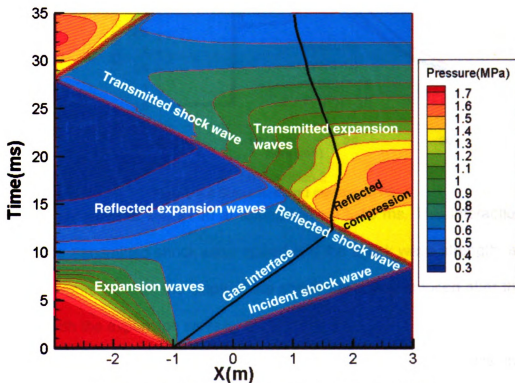 35
30
25
20
15
10
5
0
Time(ms)
-2
-1
0
1
2
3
X(m)
Transmitted shock wave
Transmitted expansion
waves
Reflected expansion waves
Reflected shock wave
Reflected
compression
Expansion waves
Gas interface
Incident shock wave
Pressure(MPa)
1.7
1.6
1.4
1.3
1.2
1.1
1
0.9
0.8
0.7
0.6
0.5
0.4
0.3